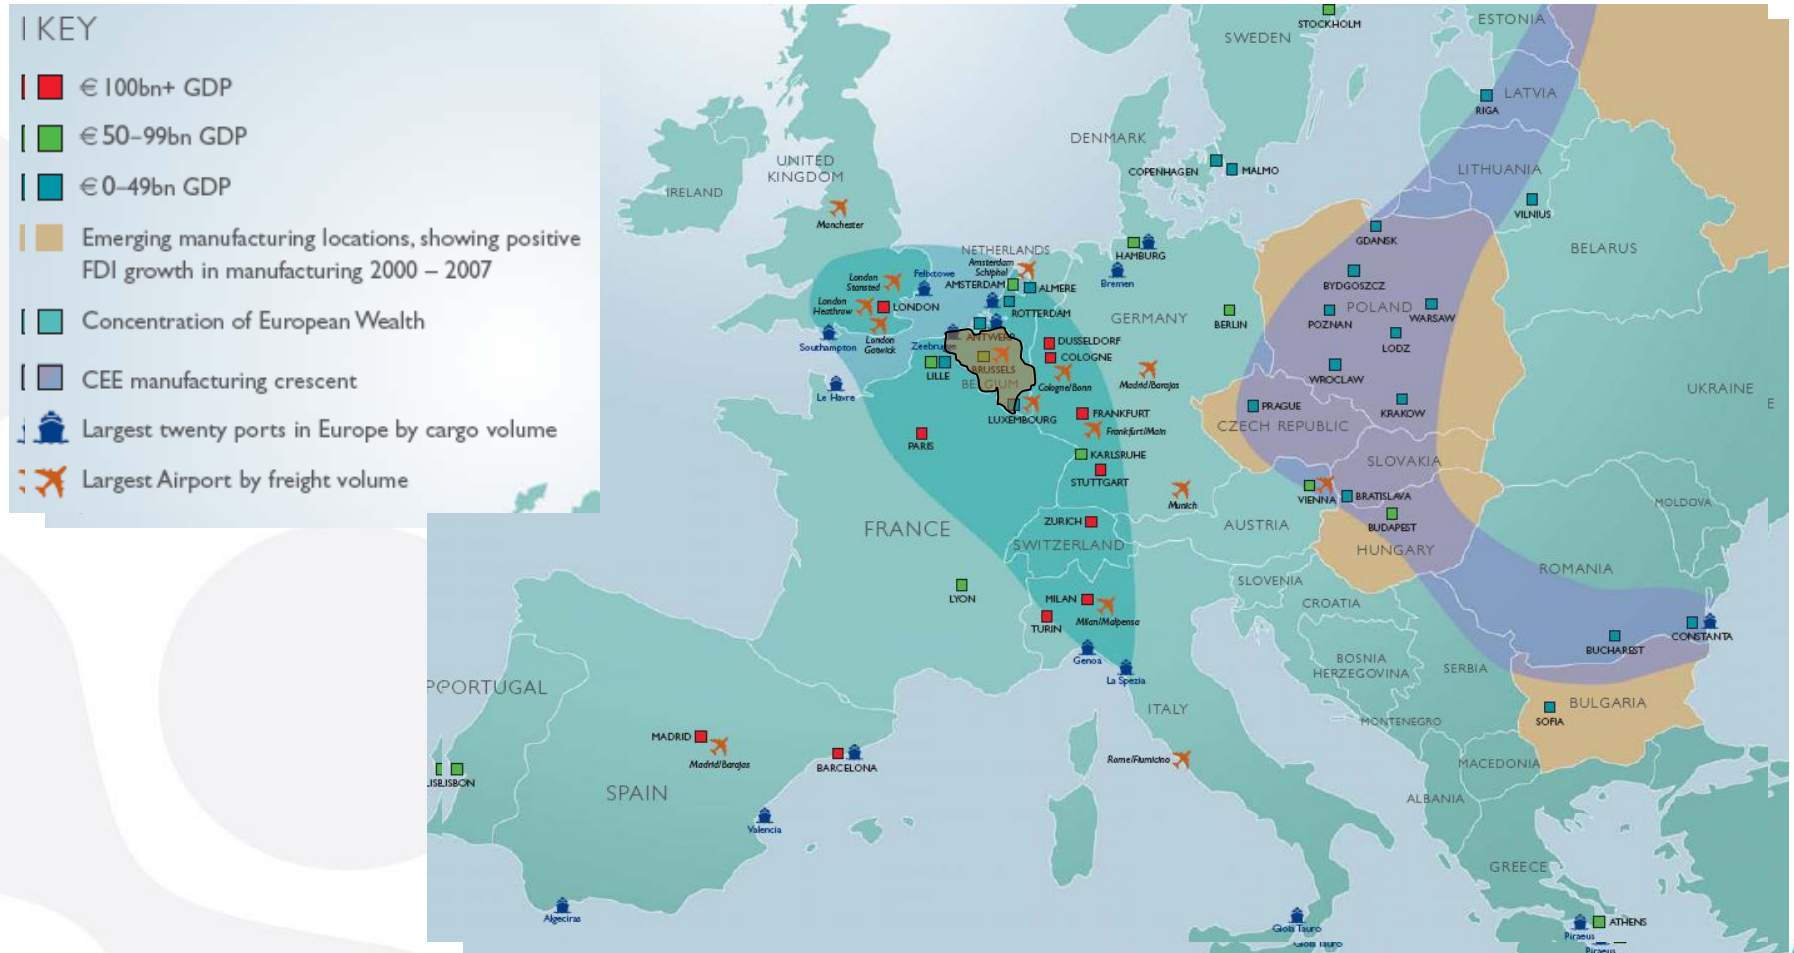 KEY
€ 100bn+ GDP
€ 50–99bn GDP
€ 0–49bn GDP
Emerging manufacturing locations, showing positive
FDI growth in manufacturing 2000 – 2007
Concentration of European Wealth
CEE manufacturing crescent
Largest twenty ports in Europe by cargo volume
Largest Airport by freight volume
STOCKHOLM
ESTONIA
SWEDEN
LATVIA
RIGA
DENMARK
UNITED
KINGDOM
IRELAND
COPENHAGEN
MALMO
LITHUANIA
VILNIUS
Manchester
GDANSK
BELARUS
NETHERLANDS
Amsterdam
Schiphol
HAMBURG
Bremen
London
Stansted
Felixtowe
AMSTERDAM
ALMERE
BYDGOSZCZ
London
Heathrow
LONDON
ROTTERDAM
GERMANY
BERLIN
POZNAN
POLAND
WARSAW
Southampton
London
Gatwick
Zeebrugge
ANTWERP
DUSSELDORF
COLOGNE
LODZ
LILLE
BRUSSELS
BELGIUM
Cologne/Bonn
Madrid/Barajas
WROCLAW
UKRAINE
E
Le Havre
LUXEMBOURG
FRANKFURT
Frankfurt/Main
PRAGUE
CZECH REPUBLIC
KRAKOW
PARIS
KARLSRUHE
STUTTGART
SLOVAKIA
Munich
VIENNA
BRATISLAVA
MOLDOVA
FRANCE
ZURICH
SWITZERLAND
AUSTRIA
BUDAPEST
HUNGARY
ROMANIA
LYON
MILAN
Milan/Malpensa
TURIN
SLOVENIA
CROATIA
Genoa
La Spezia
BOSNIA
HERZEGOVINA
SERBIA
BUCHAREST
CONSTANTA
PPORTUGAL
ITALY
MONTENEGRO
SOFIA
BULGARIA
MADRID
Madrid/Barajas
BARCELONA
Rome/Fiumicino
MACEDONIA
LISBON
SPAIN
ALBANIA
Valencia
GREECE
Algeciras
Gioia Tauro
Gioia Tauro
Piraeus
ATHENS
Piraeus